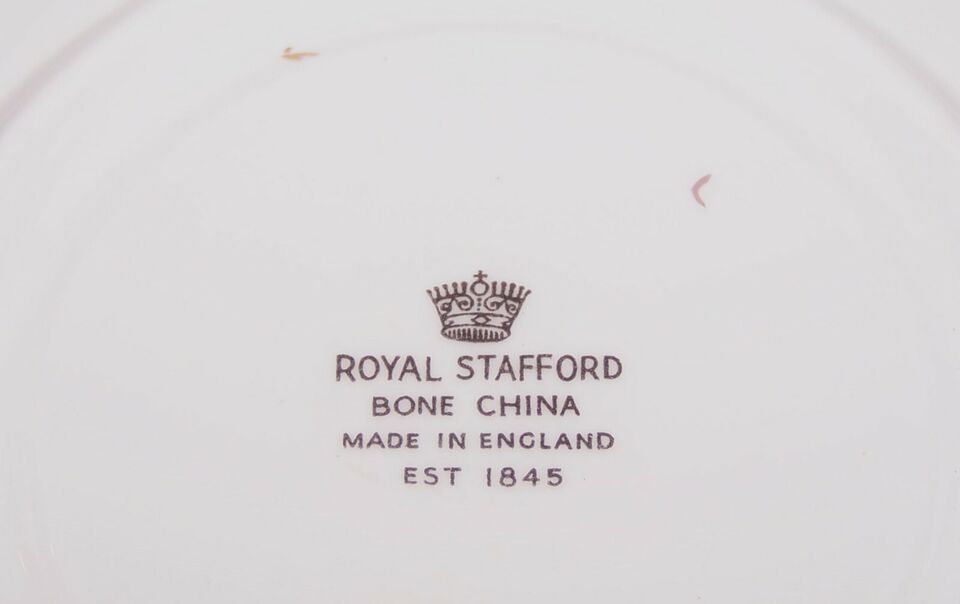 ROYAL STAFFORD
BONE CHINA
MADE IN ENGLAND
EST 1845